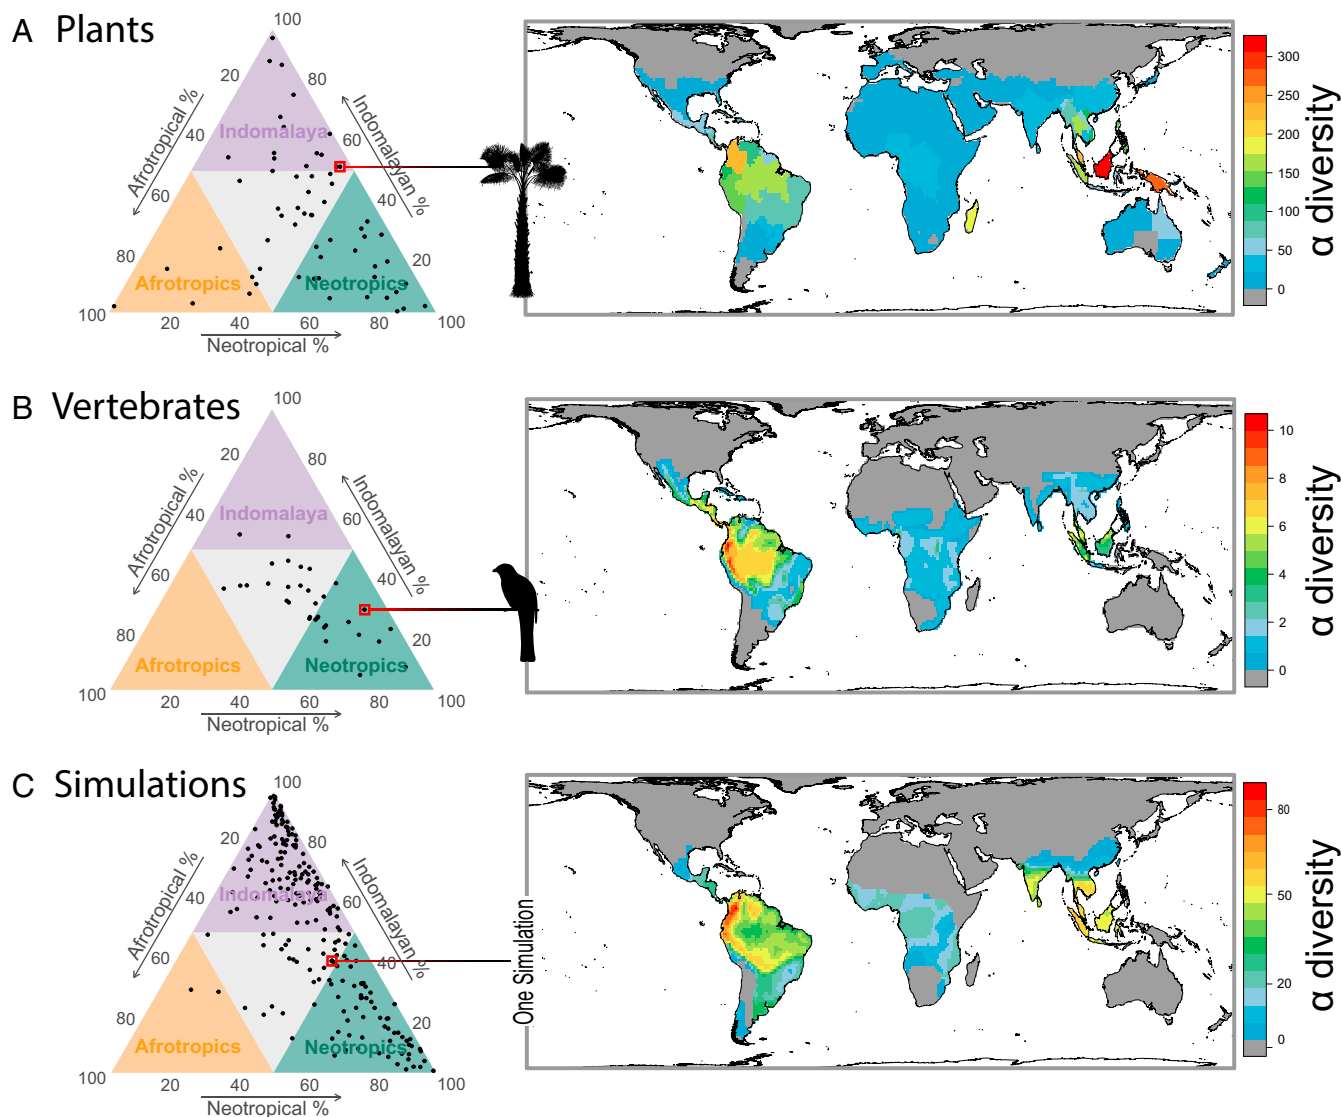 A Plants
100
20
80
Afrotropical %
40
Indomalaya
60
Indomalayan %
60
40
80
20
Afrotropics
Neotropics
100
20
40
60
80
100
Neotropical %
300
250
200
150
100
50
0
α diversity
B Vertebrates
100
20
80
Afrotropical %
40
Indomalaya
60
Indomalayan %
60
40
80
20
Afrotropics
Neotropics
100
20
40
60
80
100
Neotropical %
10
8
6
4
2
0
α diversity
C Simulations
100
20
80
Afrotropical %
40
Indomalaya
60
Indomalayan %
60
40
80
20
Afrotropics
Neotropics
100
20
40
60
80
100
Neotropical %
One Simulation
80
50
20
0
α diversity